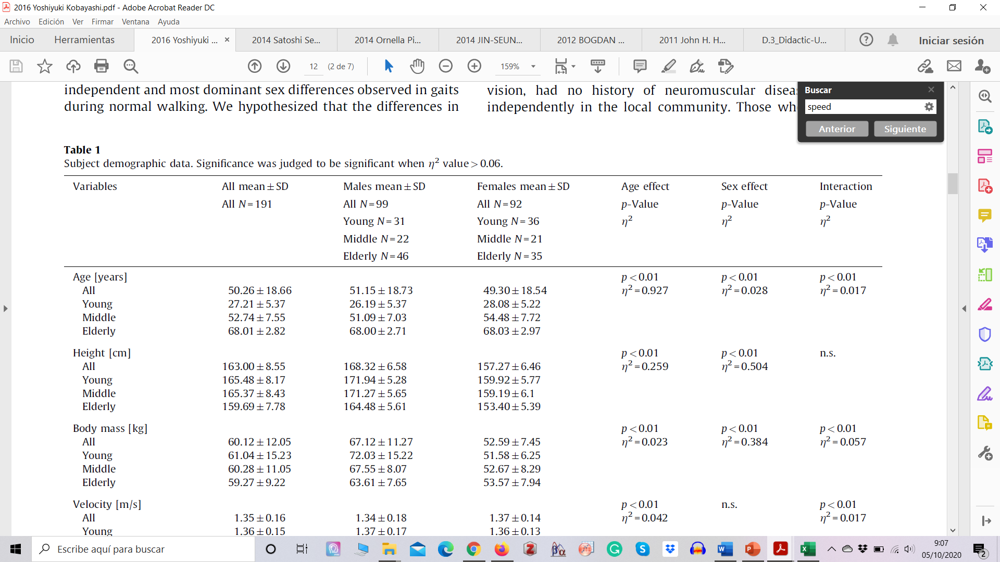 2016 Yoshiyuki Kobayashi.pdf - Adobe Acrobat Reader DC
Archivo Edición Ver Firmar Ventana Ayuda
Inicio Herramientas 2016 Yoshiyuki ... × 2014 Satoshi Se... 2014 Ornella Pi... 2014 JIN-SEUN... 2012 BOGDAN ... 2011 John H. H... D.3_Didactic-U... Iniciar sesión
12 (2 de 7) 159%
independent and most dominant sex differences observed in gaits
during normal walking. We hypothesized that the differences in
vision, had no history of neuromuscular disea
independently in the local community. Those wh
Buscar
speed
Anterior Siguiente
Table 1
Subject demographic data. Significance was judged to be significant when η² value > 0.06.
Variables All mean ± SD Males mean ± SD Females mean ± SD Age effect Sex effect Interaction
All N = 191 All N = 99 All N = 92 p-Value p-Value p-Value
Young N = 31 Young N = 36 η² η² η²
Middle N = 22 Middle N = 21
Elderly N = 46 Elderly N = 35
Age [years] p < 0.01 p < 0.01 p < 0.01
All 50.26 ± 18.66 51.15 ± 18.73 49.30 ± 18.54 η² = 0.927 η² = 0.028 η² = 0.017
Young 27.21 ± 5.37 26.19 ± 5.37 28.08 ± 5.22
Middle 52.74 ± 7.55 51.09 ± 7.03 54.48 ± 7.72
Elderly 68.01 ± 2.82 68.00 ± 2.71 68.03 ± 2.97
Height [cm] p < 0.01 p < 0.01 n.s.
All 163.00 ± 8.55 168.32 ± 6.58 157.27 ± 6.46 η² = 0.259 η² = 0.504
Young 165.48 ± 8.17 171.94 ± 5.28 159.92 ± 5.77
Middle 165.37 ± 8.43 171.27 ± 5.65 159.19 ± 6.1
Elderly 159.69 ± 7.78 164.48 ± 5.61 153.40 ± 5.39
Body mass [kg] p < 0.01 p < 0.01 p < 0.01
All 60.12 ± 12.05 67.12 ± 11.27 52.59 ± 7.45 η² = 0.023 η² = 0.384 η² = 0.057
Young 61.04 ± 15.23 72.03 ± 15.22 51.58 ± 6.25
Middle 60.28 ± 11.05 67.55 ± 8.07 52.67 ± 8.29
Elderly 59.27 ± 9.22 63.61 ± 7.65 53.57 ± 7.94
Velocity [m/s] p < 0.01 n.s. p < 0.01
All 1.35 ± 0.16 1.34 ± 0.18 1.37 ± 0.14 η² = 0.042 η² = 0.017
Young 1.36 ± 0.15 1.37 ± 0.17 1.36 ± 0.13
Escribe aquí para buscar
9:07
05/10/2020
2